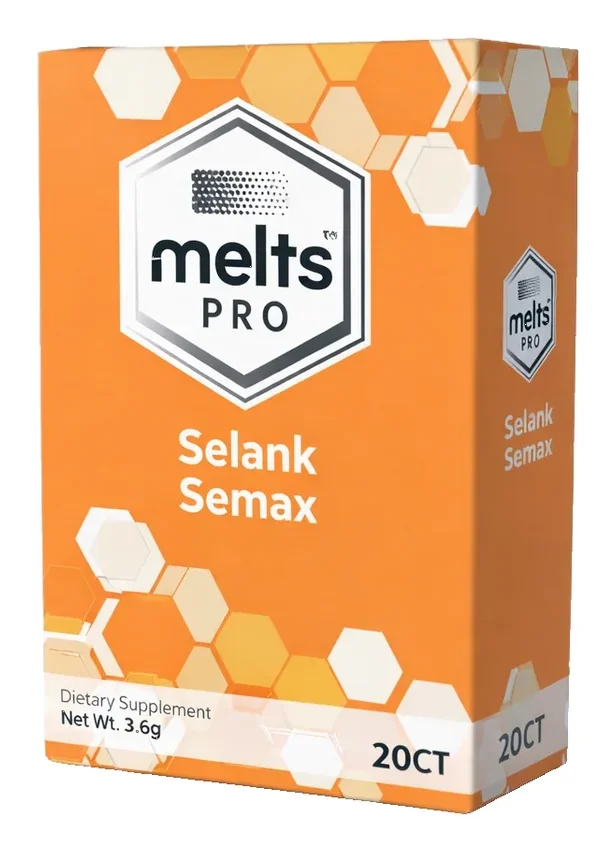 melts
PRO
Selank
Semax
Dietary Supplement
Net Wt. 3.6g
20CT
melts
PRO
Selank
Semax
20CT